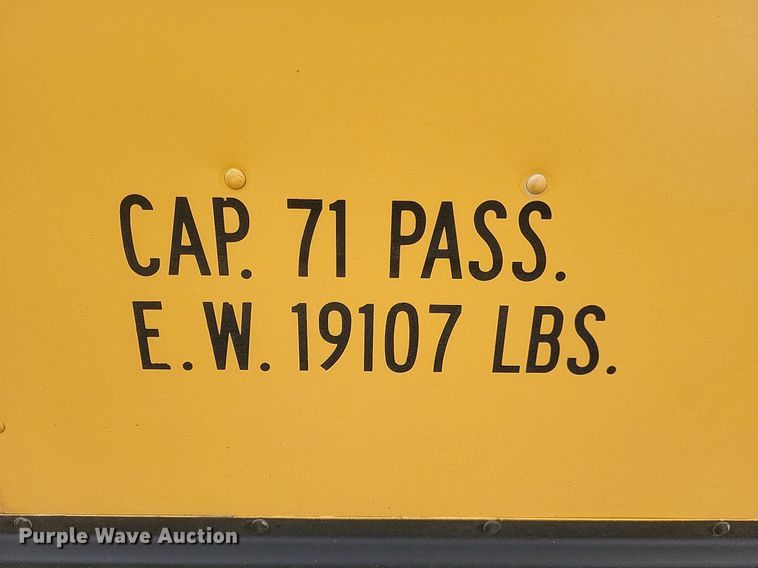 CAP. 71 PASS.
E.W. 19107 LBS.
Purple Wave Auction